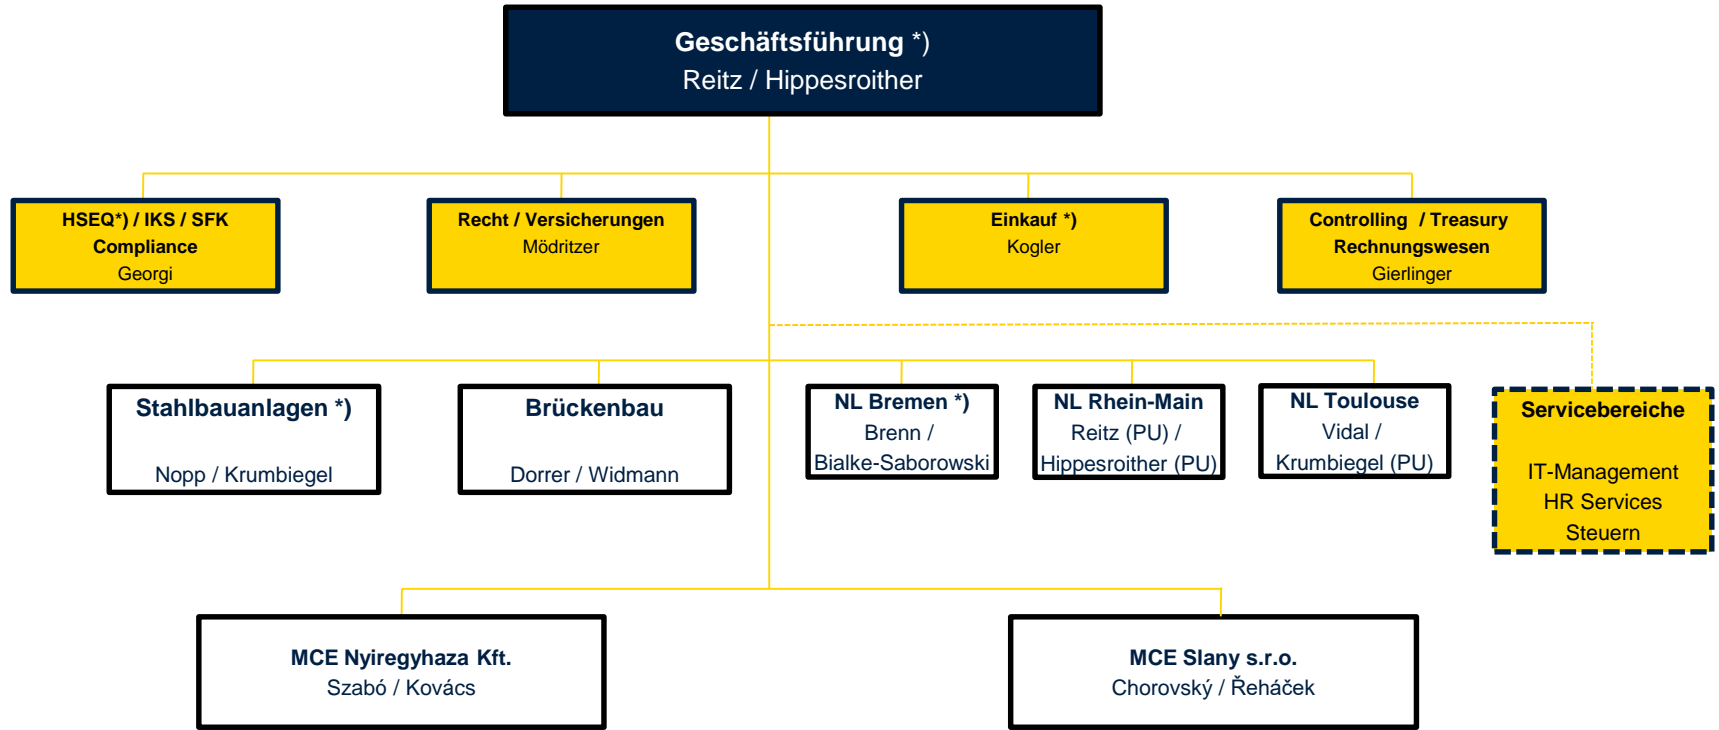 Geschäftsführung *)
Reitz / Hippesroither
HSEQ*) / IKS / SFK
Compliance
Georgi
Recht / Versicherungen
Mödritzer
Einkauf *)
Kogler
Controlling / Treasury
Rechnungswesen
Gierlinger
Stahlbauanlagen *)
Nopp / Krumbiegel
Brückenbau
Dorrer / Widmann
NL Bremen *)
Brenn /
Bialke-Saborowski
NL Rhein-Main
Reitz (PU) /
Hippesroither (PU)
NL Toulouse
Vidal /
Krumbiegel (PU)
Servicebereiche
IT-Management
HR Services
Steuern
MCE Nyiregyhaza Kft.
Szabó / Kovács
MCE Slany s.r.o.
Chorovský / Řeháček